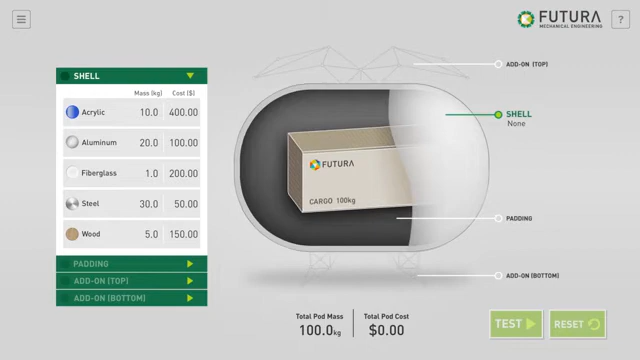 FUTURA
MECHANICAL ENGINEERING
?
SHELL
Mass (kg) Cost ($)
Acrylic 10.0 400.00
Aluminum 20.0 100.00
Fiberglass 1.0 200.00
Steel 30.0 50.00
Wood 5.0 150.00
PADDING
ADD-ON (TOP)
ADD-ON (BOTTOM)
FUTURA
CARGO 100kg
ADD-ON (TOP)
SHELL
None
PADDING
ADD-ON (BOTTOM)
Total Pod Mass
100.0kg
Total Pod Cost
$0.00
TEST
RESET